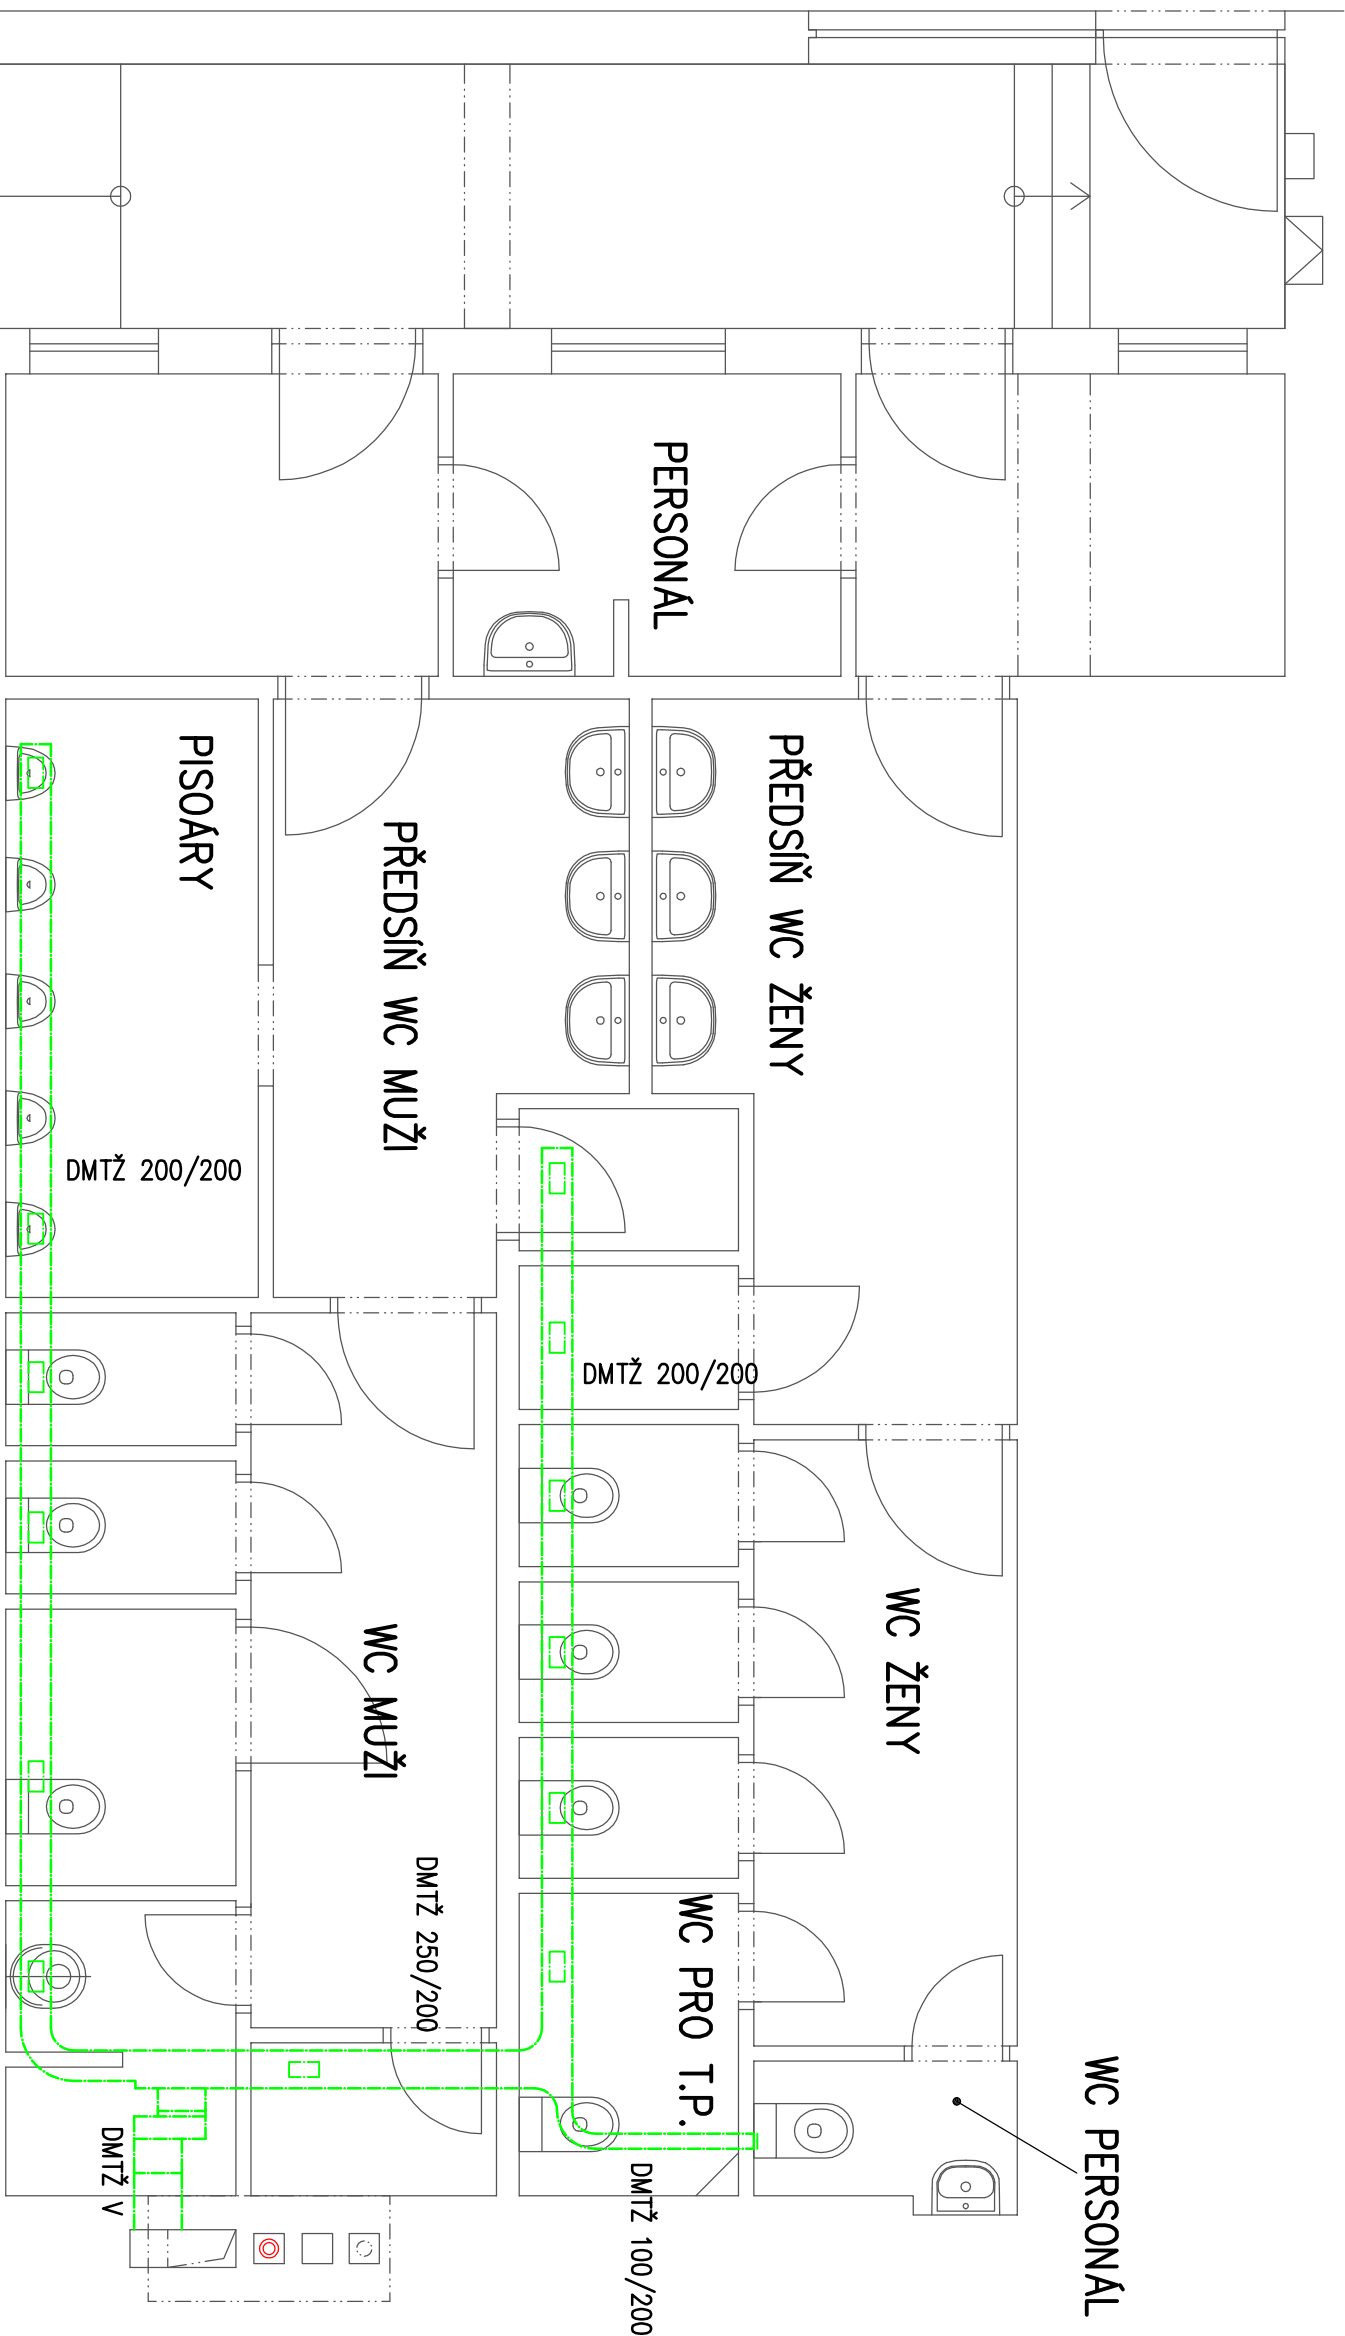 PERSONÁL
PISOÁRY
PŘEDSÍŇ WC MUŽI
PŘEDSÍŇ WC ŽENY
DMTŽ 200/200
DMTŽ 200/200
WC MUŽI
WC ŽENY
DMTŽ 250/200
WC PRO T.P.
WC PERSONÁL
DMTŽ V
DMTŽ 100/200